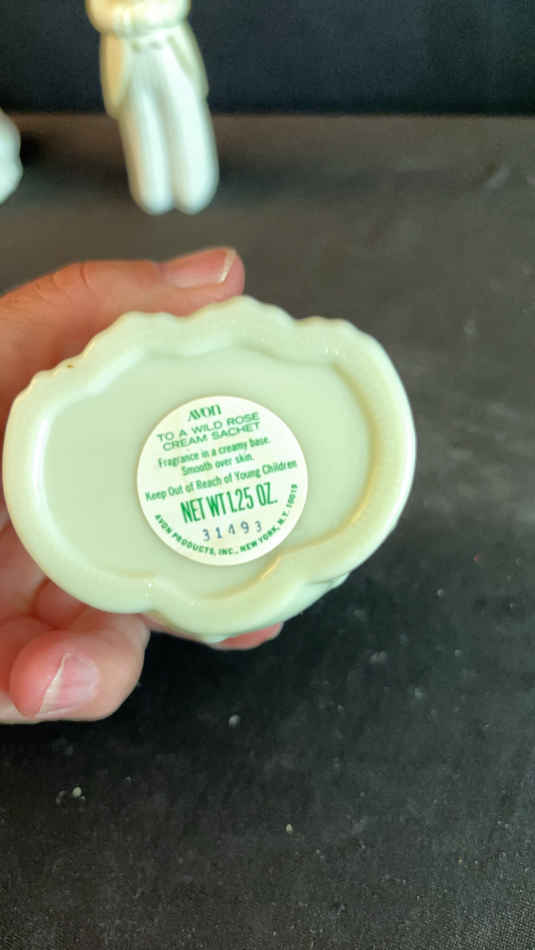 AVON
TO A WILD ROSE
CREAM SACHET
Fragrance in a creamy base.
Smooth over skin.
Keep Out of Reach of Young Children
NET WT 1.25 OZ.
31493
AVON PRODUCTS, INC., NEW YORK, N.Y. 10019